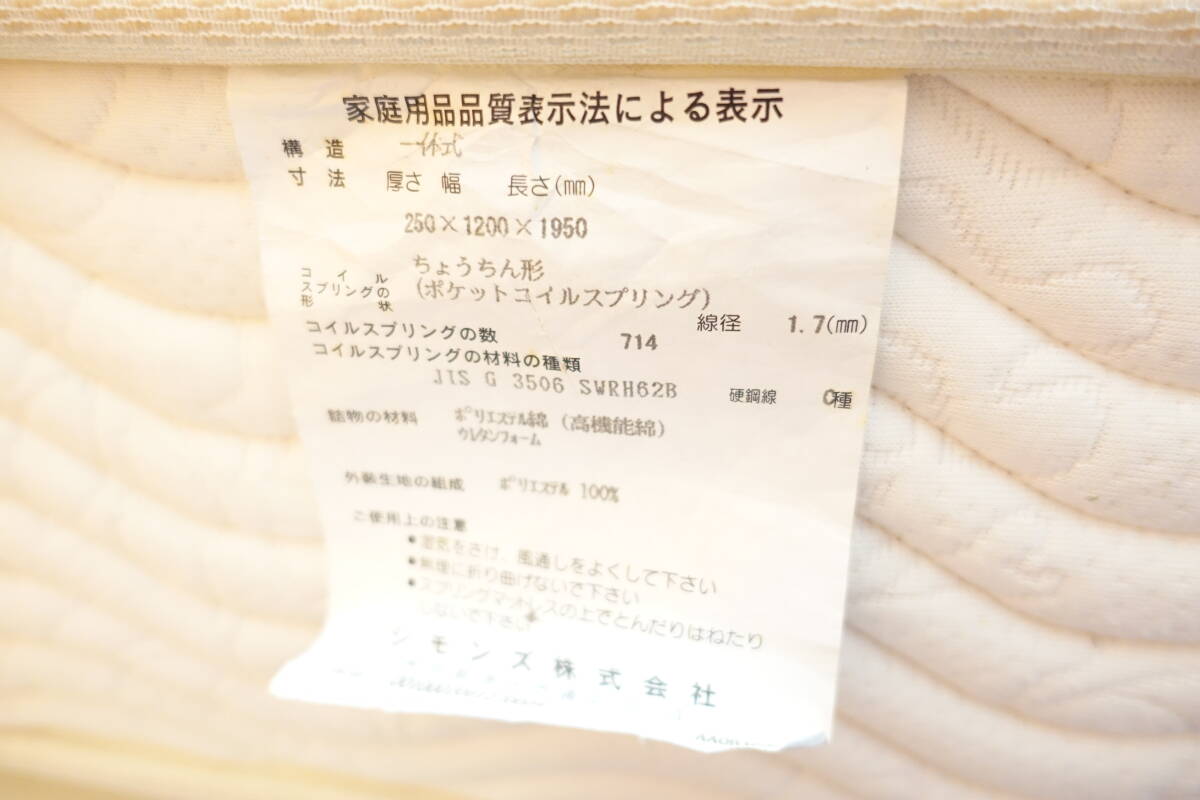 家庭用品品質表示法による表示
構造 一体式
寸法 厚さ 幅 長さ(mm)
250×1200×1950
コイルスプリングの形状 ちょうちん形
(ポケットコイルスプリング)
線径 1.7(mm)
コイルスプリングの数 714
コイルスプリングの材料の種類
JIS G 3506 SWRH62B 硬鋼線 C種
詰物の材料 ポリエステル綿 (高機能綿)
ウレタンフォーム
外装生地の組成 ポリエステル 100%
ご使用上の注意
●湿気をさけ、風通しをよくして下さい
●無理に折り曲げないで下さい
●スプリングマットレスの上でとんだりはねたり
しないで下さい
シモンズ株式会社